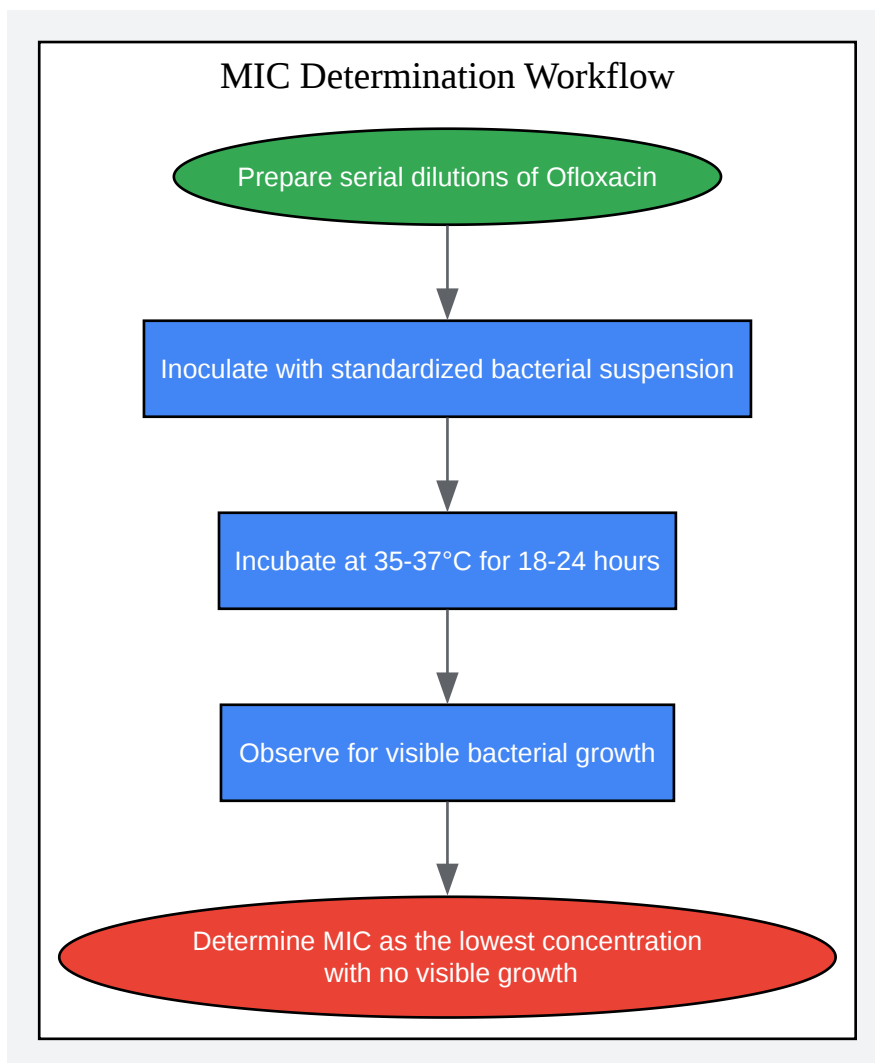 MIC Determination Workflow
Prepare serial dilutions of Ofloxacin
Inoculate with standardized bacterial suspension
Incubate at 35-37°C for 18-24 hours
Observe for visible bacterial growth
Determine MIC as the lowest concentration
with no visible growth